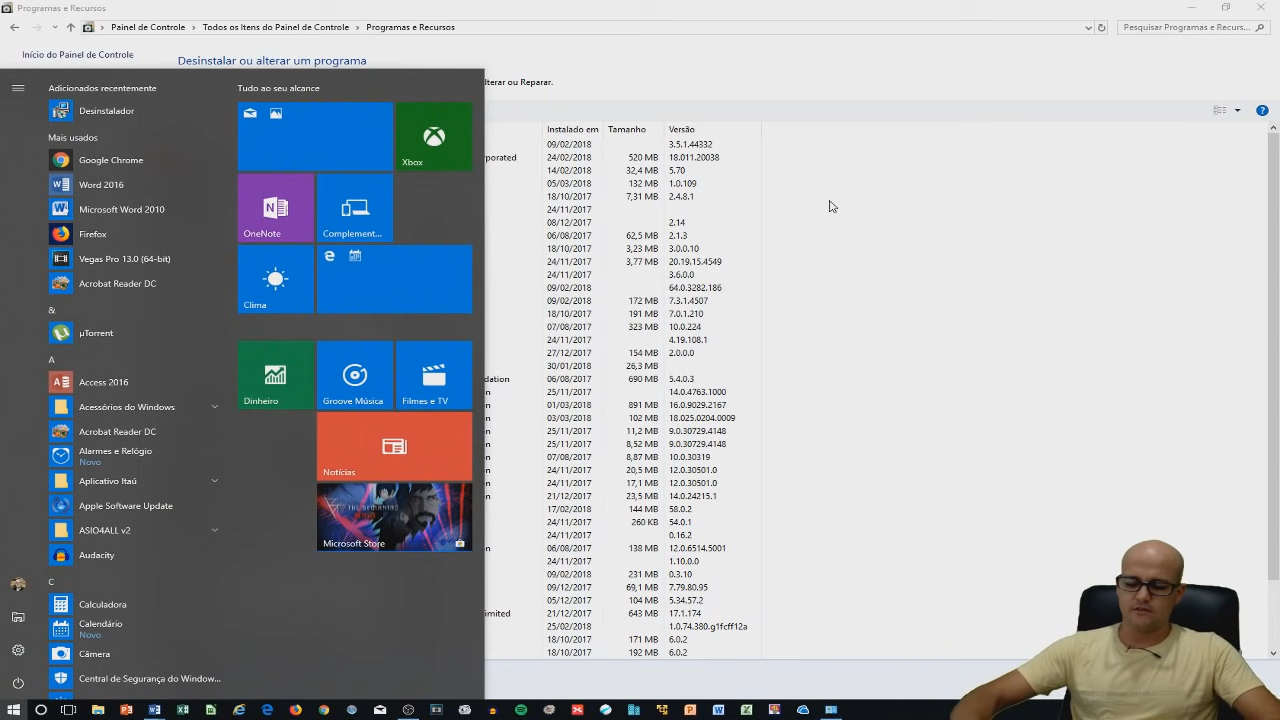 Programas e Recursos
Painel de Controle > Todos os Itens do Painel de Controle > Programas e Recursos
Pesquisar Programas e Recurs...
Início do Painel de Controle
Desinstalar ou alterar um programa
lterar ou Reparar.
Adicionados recentemente
Desinstalador
Mais usados
Google Chrome
Word 2016
Microsoft Word 2010
Firefox
Vegas Pro 13.0 (64-bit)
Acrobat Reader DC
&
µTorrent
A
Access 2016
Acessórios do Windows
Acrobat Reader DC
Alarmes e Relógio
Novo
Aplicativo Itaú
Apple Software Update
ASIO4ALL v2
Audacity
C
Calculadora
Calendário
Novo
Câmera
Central de Segurança do Window...
Tudo ao seu alcance
Xbox
OneNote
Complement...
Clima
Dinheiro
Groove Música
Filmes e TV
Notícias
Microsoft Store
Instalado em Tamanho Versão
09/02/2018 3.5.1.44332
orporated 24/02/2018 520 MB 18.011.20038
14/02/2018 32,4 MB 5.70
05/03/2018 132 MB 1.0.109
18/10/2017 7,31 MB 2.4.8.1
24/11/2017
08/12/2017 2.14
06/08/2017 62,5 MB 2.1.3
18/10/2017 3,23 MB 3.0.0.10
24/11/2017 3,77 MB 20.19.15.4549
24/11/2017 3.6.0.0
09/02/2018 64.0.3282.186
09/02/2018 172 MB 7.3.1.4507
18/10/2017 191 MB 7.0.1.210
07/08/2017 323 MB 10.0.224
24/11/2017 4.19.108.1
27/12/2017 154 MB 2.0.0.0
30/01/2018 26,3 MB
dation 06/08/2017 690 MB 5.4.0.3
n 25/11/2017 14.0.4763.1000
n 01/03/2018 891 MB 16.0.9029.2167
n 03/03/2018 102 MB 18.025.0204.0009
n 25/11/2017 9,63 MB 9.0.30729.4148
n 25/11/2017 8,52 MB 9.0.30729.4148
n 07/08/2017 8,87 MB 10.0.30319
n 24/11/2017 20,5 MB 12.0.30501.0
n 24/11/2017 17,1 MB 12.0.30501.0
n 21/12/2017 23,5 MB 14.0.24215.1
17/02/2018 144 MB 58.0.2
24/11/2017 260 KB 54.0.1
24/11/2017 0.16.2
06/08/2017 138 MB 12.0.6514.5001
24/11/2017 1.10.0.0
09/02/2018 231 MB 0.3.10
09/12/2017 69,1 MB 7.79.80.95
05/12/2017 104 MB 5.34.57.2
imited 21/12/2017 643 MB 17.1.174
25/02/2018 1.0.74.380.g1fcff12a
18/10/2017 171 MB 6.0.2
18/10/2017 192 MB 6.0.2